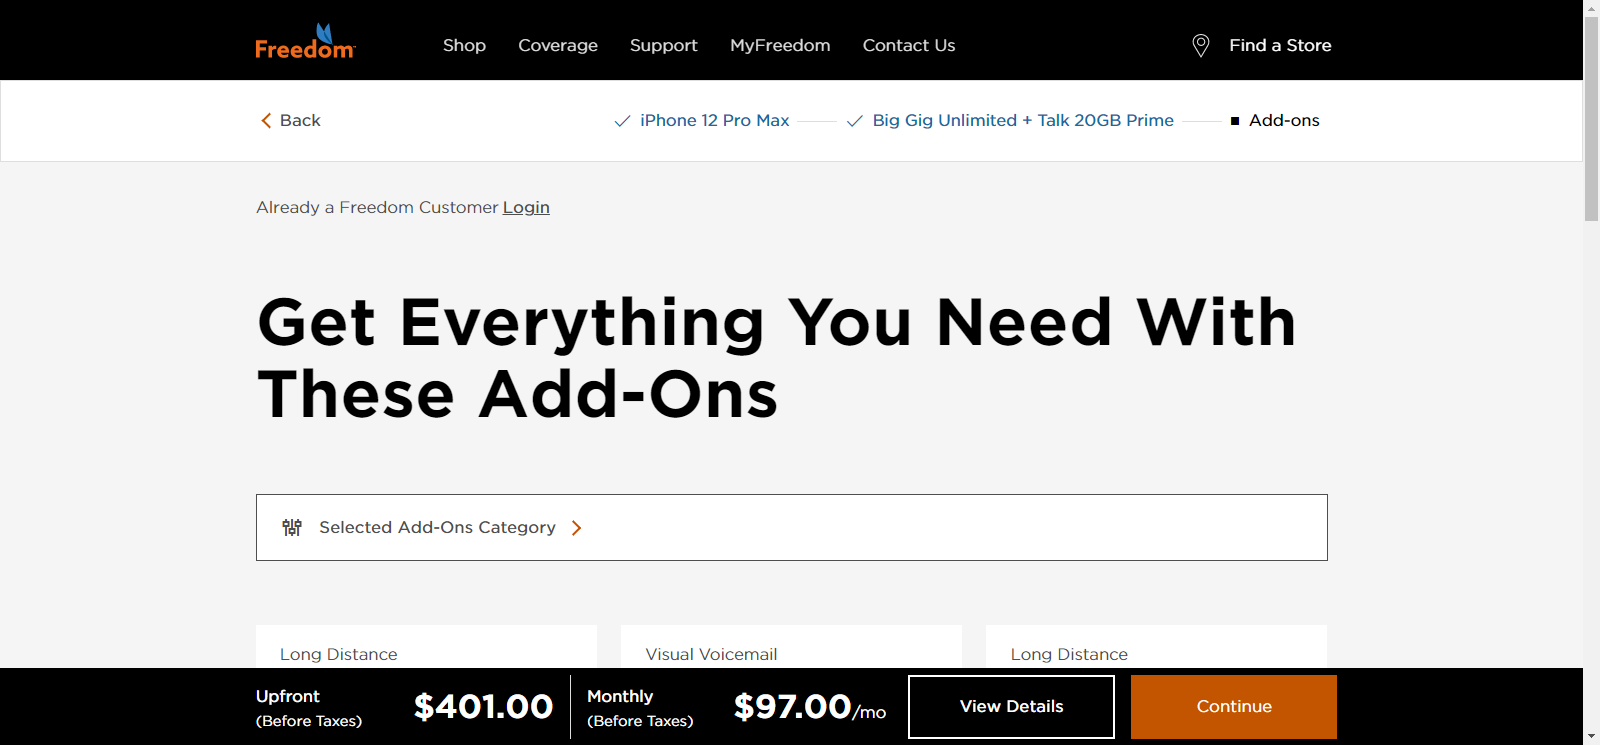 Freedom
Shop
Coverage
Support
MyFreedom
Contact Us
Find a Store
Back
iPhone 12 Pro Max
Big Gig Unlimited + Talk 20GB Prime
Add-ons
Already a Freedom Customer Login
Get Everything You Need With
These Add-Ons
Selected Add-Ons Category
Long Distance
Visual Voicemail
Long Distance
Upfront
(Before Taxes)
$401.00
Monthly
(Before Taxes)
$97.00/mo
View Details
Continue